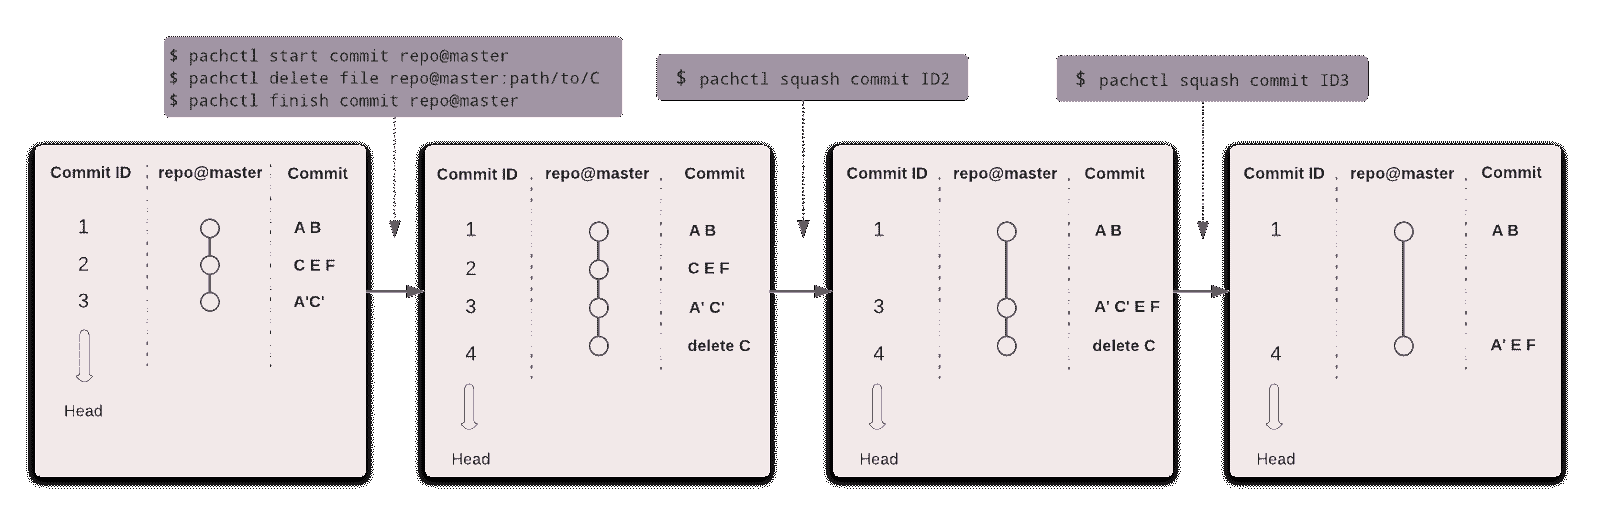 $ pachctl start commit repo@master
$ pachctl delete file repo@master:path/to/C
$ pachctl finish commit repo@master
$ pachctl squash commit ID2
$ pachctl squash commit ID3
Commit ID repo@master Commit
1 A B
2 C E F
3 A'C'
Head
Commit ID repo@master Commit
1 A B
2 C E F
3 A' C'
4 delete C
Head
Commit ID repo@master Commit
1 A B
3 A' C' E F
4 delete C
Head
Commit ID repo@master Commit
1 A B
4 A' E F
Head